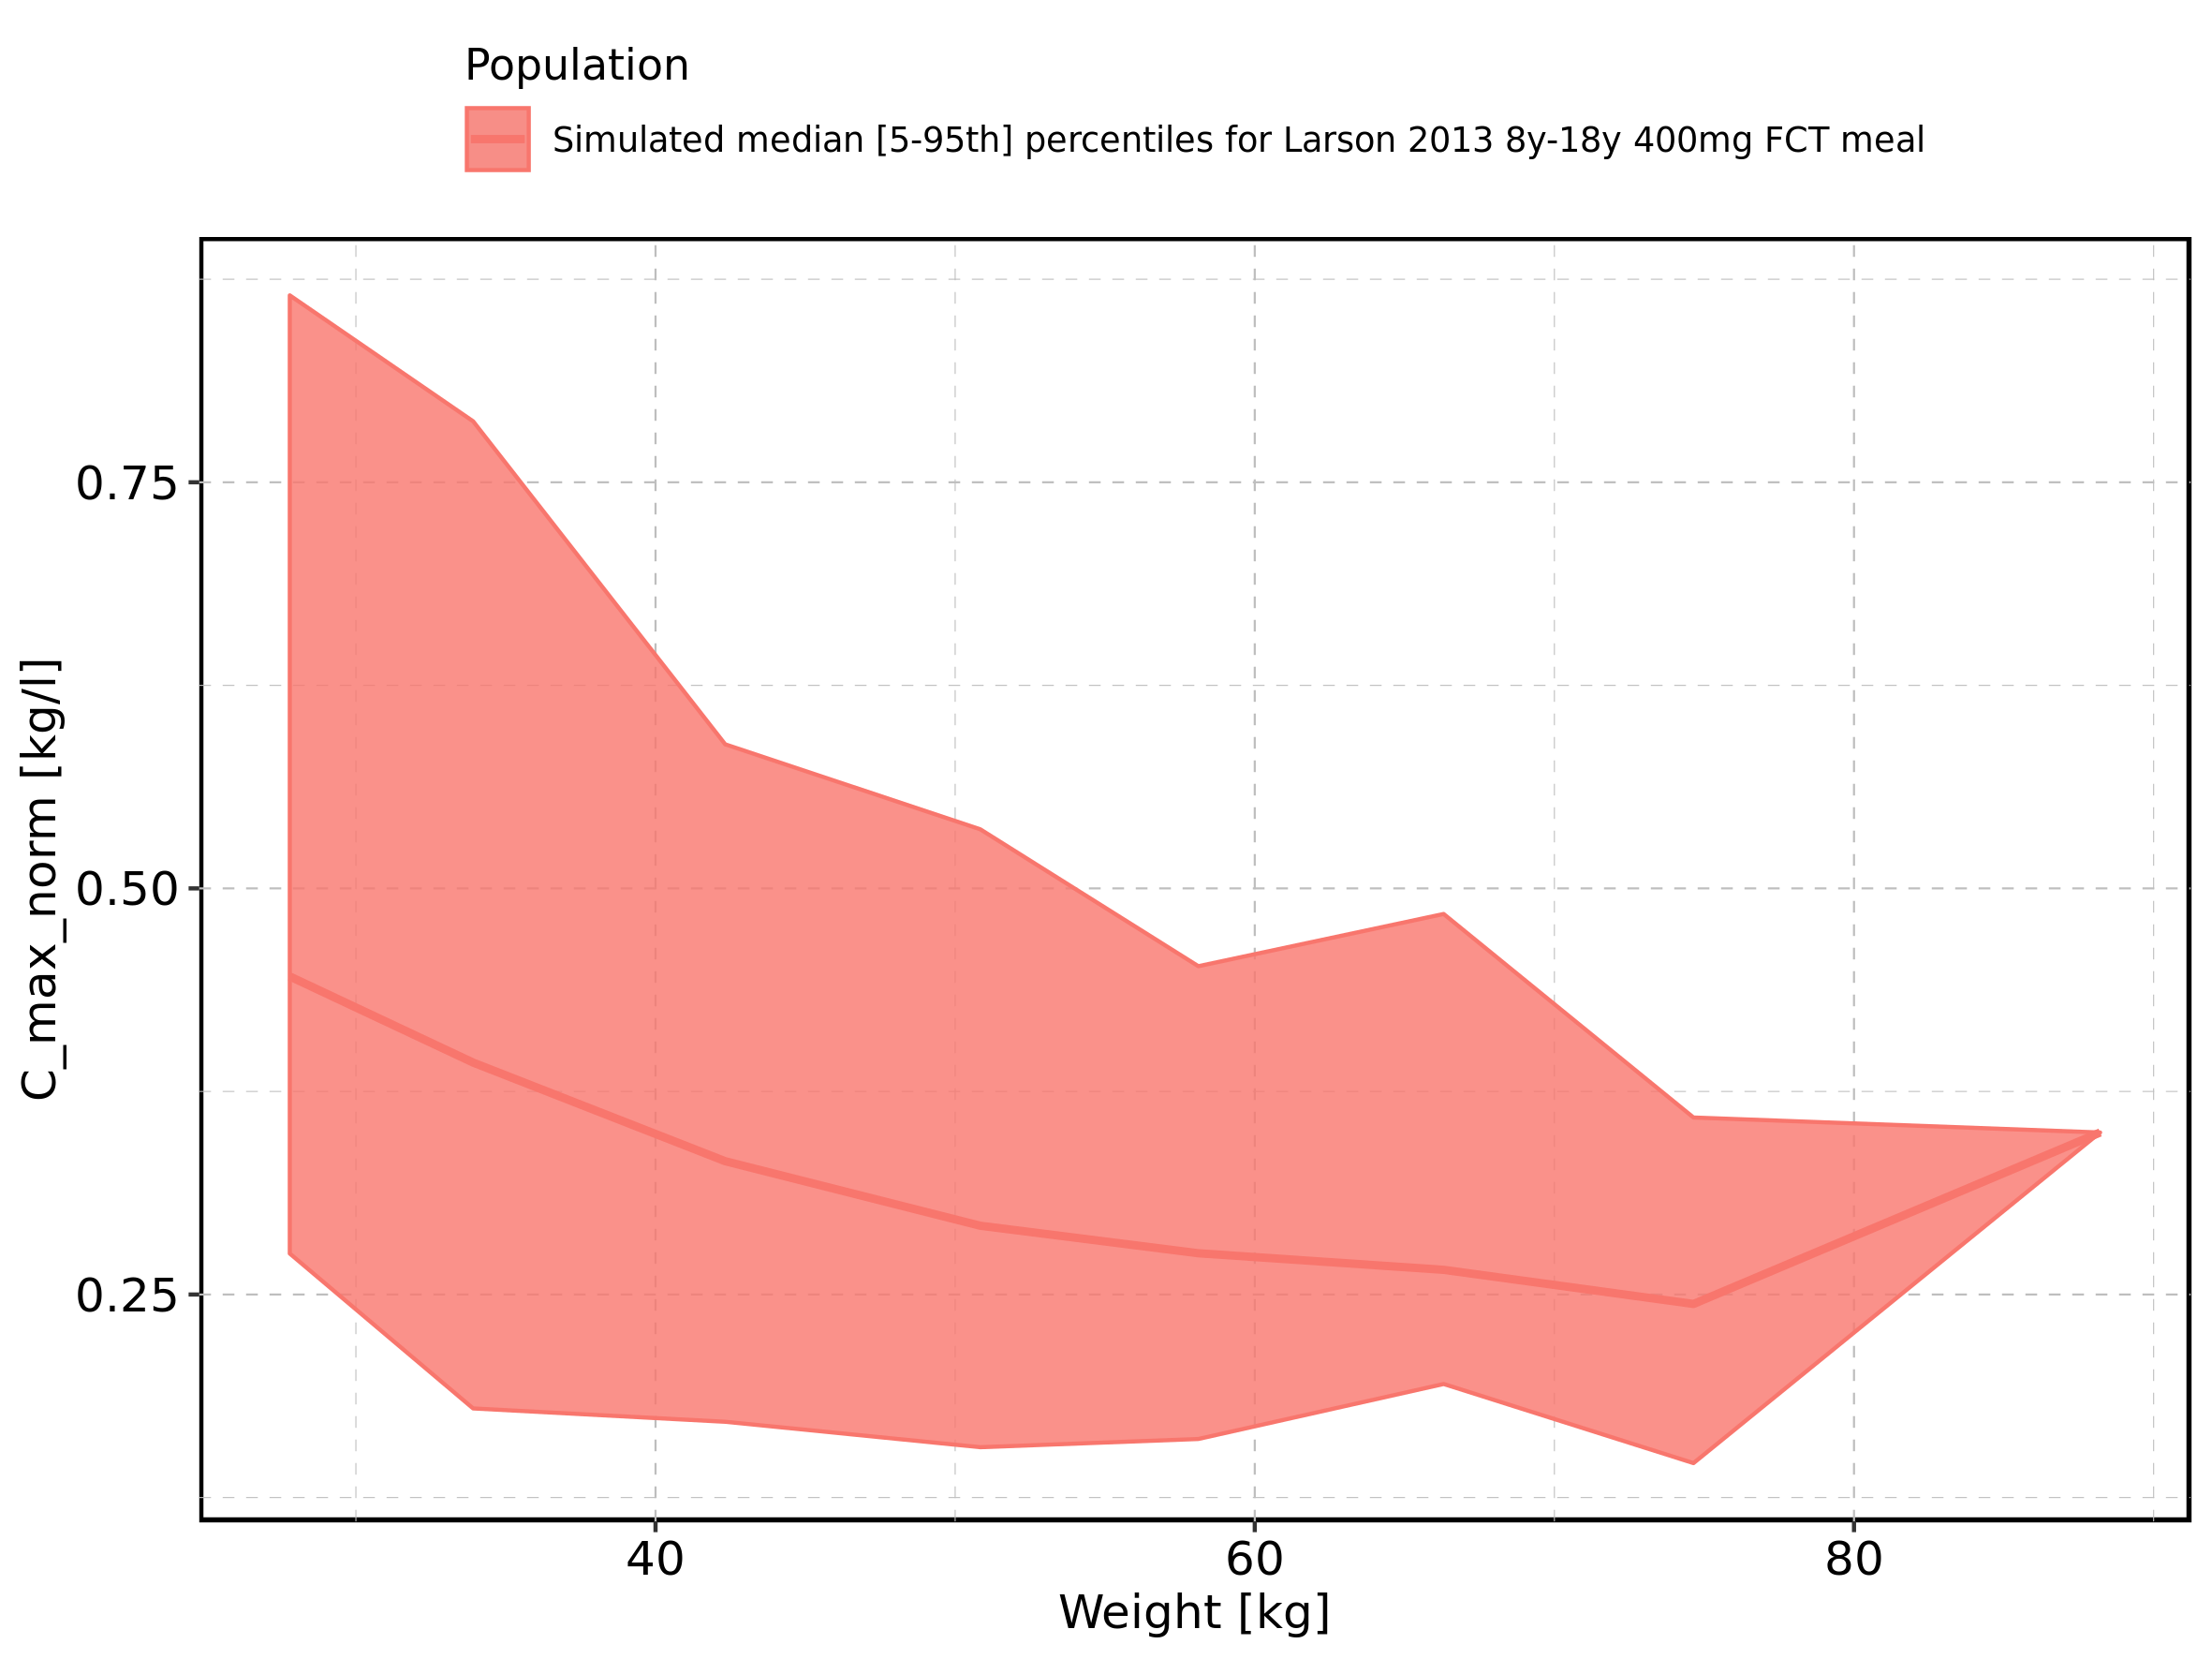 Population
Simulated median [5-95th] percentiles for Larson 2013 8y-18y 400mg FCT meal
C_max_norm [kg/l]
0.75
0.50
0.25
40 60 80
Weight [kg]